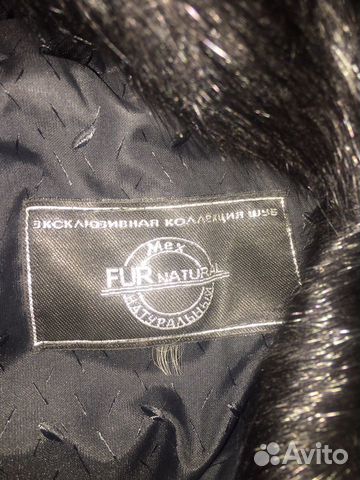 ЭКСКЛЮЗИВНАЯ КОЛЛЕКЦИЯ ШУБ
Мех
FUR NATURAL
НАТУРАЛЬНЫЙ
Avito